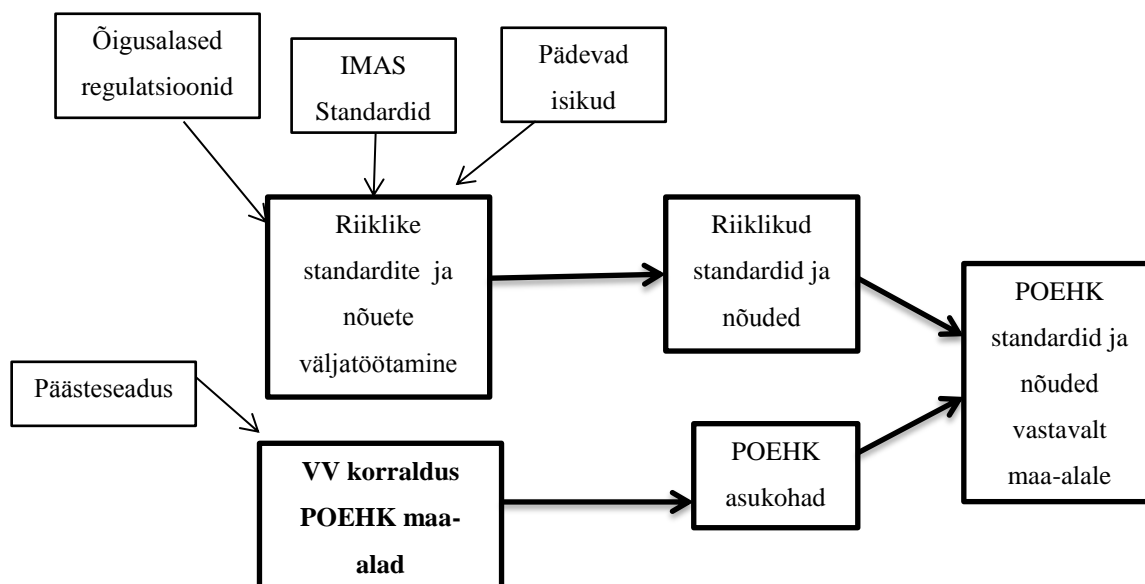 Õigusalased
regulatsioonid
IMAS
Standardid
Pädevad
isikud
Riiklike
standardite ja
nõuete
väljatöötamine
Riiklikud
standardid ja
nõuded
POEHK
standardid ja
nõuded
vastavalt
maa-alale
Päästeseadus
VV korraldus
POEHK maa-
alad
POEHK
asukohad